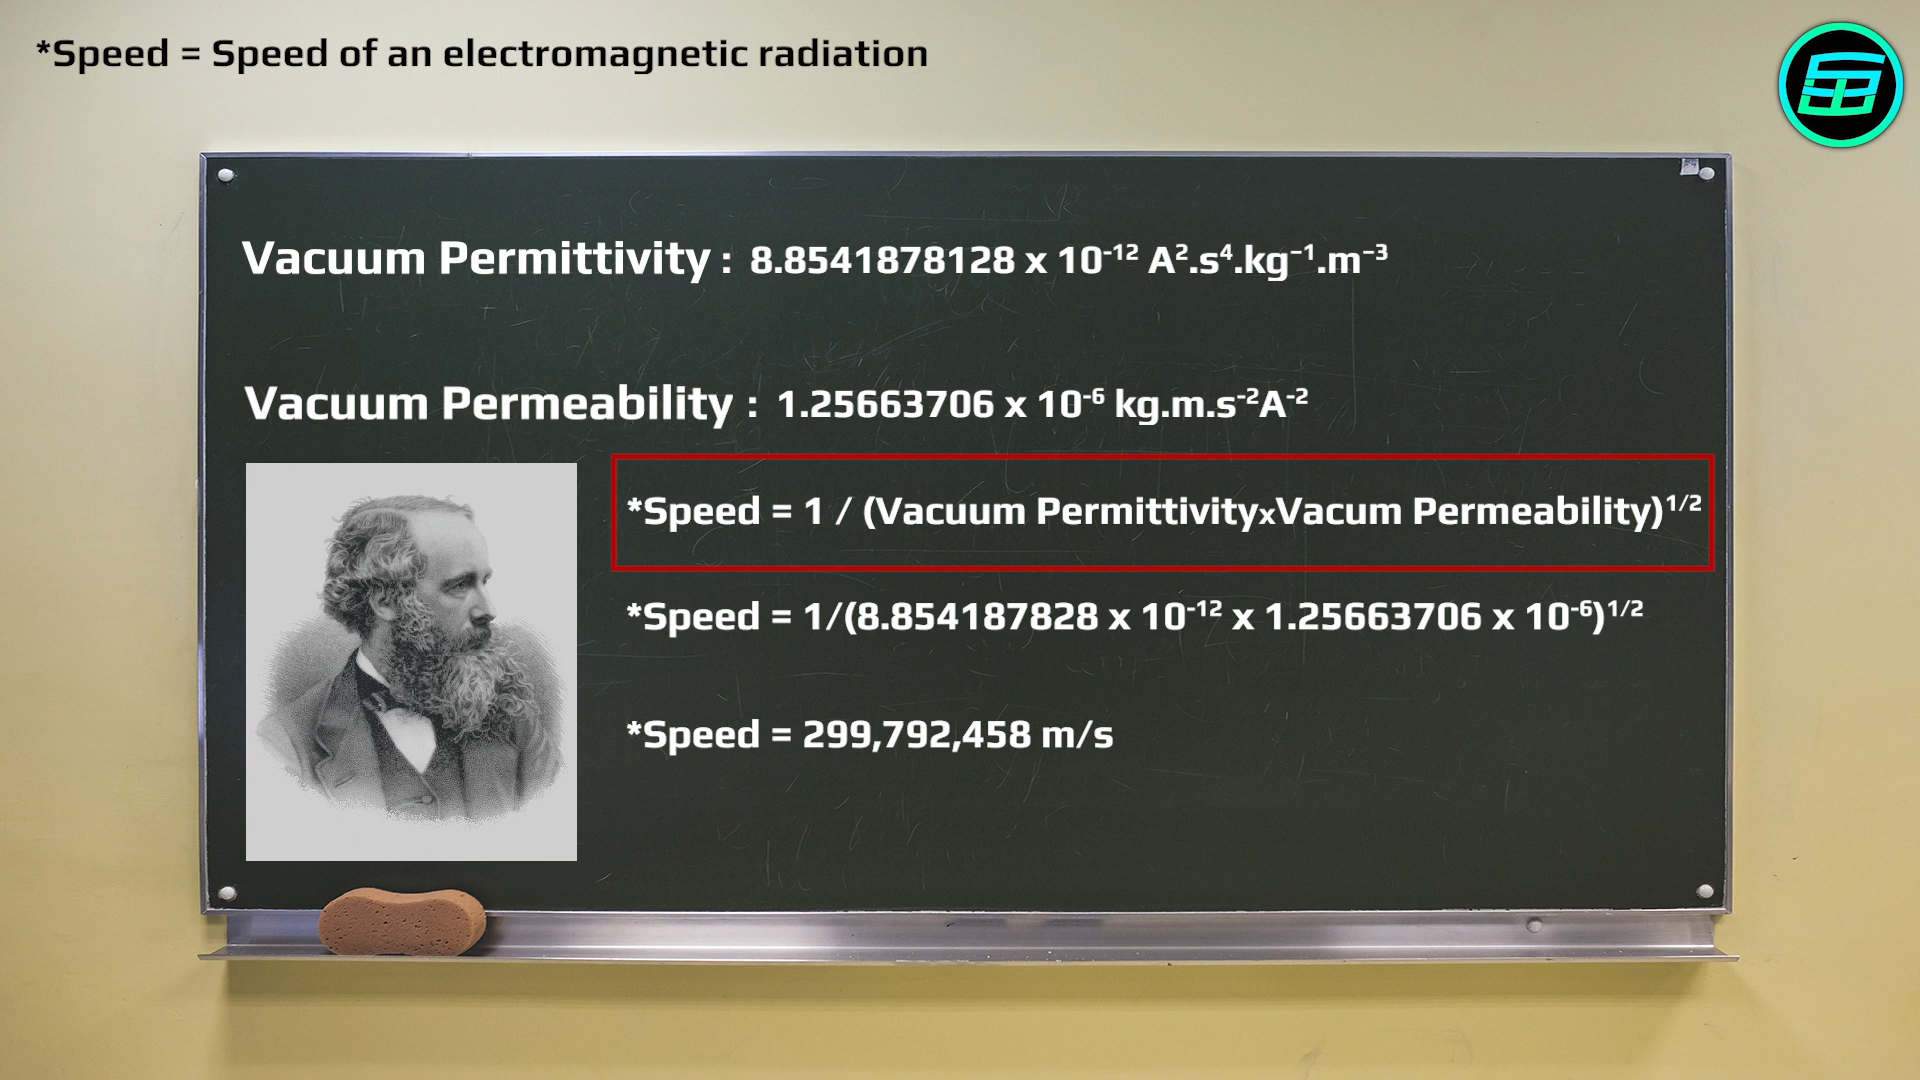 *Speed = Speed of an electromagnetic radiation
Vacuum Permittivity : 8.8541878128 x 10⁻¹² A².s⁴.kg⁻¹.m⁻³
Vacuum Permeability : 1.25663706 x 10⁻⁶ kg.m.s⁻²A⁻²
*Speed = 1 / (Vacuum PermittivityxVacum Permeability)¹/²
*Speed = 1/(8.854187828 x 10⁻¹² x 1.25663706 x 10⁻⁶)¹/²
*Speed = 299,792,458 m/s